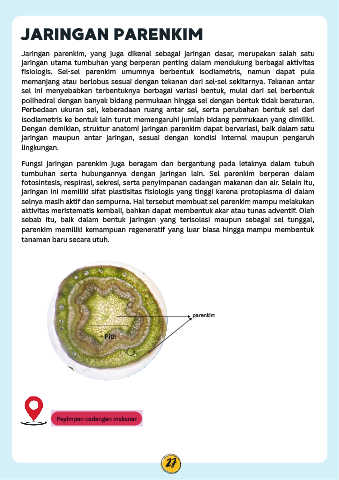 JARINGAN PARENKIM
Jaringan parenkim, yang juga dikenal sebagai jaringan dasar, merupakan salah satu
jaringan utama tumbuhan yang berperan penting dalam mendukung berbagai aktivitas
fisiologis. Sel-sel parenkim umumnya berbentuk isodiametris, namun dapat pula
memanjang atau berlobus sesuai dengan tekanan dari sel-sel sekitarnya. Tekanan antar
sel ini menyebabkan terbentuknya berbagai variasi bentuk, mulai dari sel berbentuk
polihedral dengan banyak bidang permukaan hingga sel dengan bentuk tidak beraturan.
Perbedaan ukuran sel, keberadaan ruang antar sel, serta perubahan bentuk sel dari
isodiametris ke bentuk lain turut memengaruhi jumlah bidang permukaan yang dimiliki.
Dengan demikian, struktur anatomi jaringan parenkim dapat bervariasi, baik dalam satu
jaringan maupun antar jaringan, sesuai dengan kondisi internal maupun pengaruh
lingkungan.
Fungsi jaringan parenkim juga beragam dan bergantung pada letaknya dalam tubuh
tumbuhan serta hubungannya dengan jaringan lain. Sel parenkim berperan dalam
fotosintesis, respirasi, sekresi, serta penyimpanan cadangan makanan dan air. Selain itu,
jaringan ini memiliki sifat plastisitas fisiologis yang tinggi karena protoplasma di dalam
selnya masih aktif dan sempurna. Hal tersebut membuat sel parenkim mampu melakukan
aktivitas meristematis kembali, bahkan dapat membentuk akar atau tunas adventif. Oleh
sebab itu, baik dalam bentuk jaringan yang terisolasi maupun sebagai sel tunggal,
parenkim memiliki kemampuan regeneratif yang luar biasa hingga mampu membentuk
tanaman baru secara utuh.
parenkim
Pith
Peyimpan cadangan makanan
27